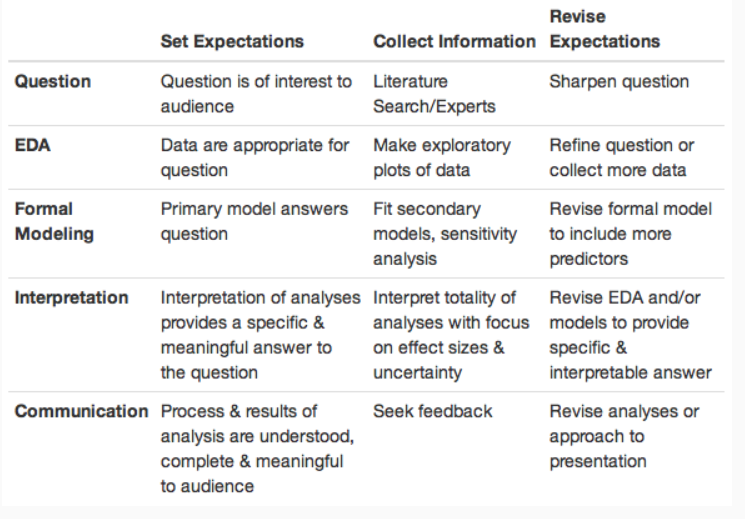 Set Expectations Collect Information Revise
Expectations
Question Question is of interest to Literature Sharpen question
audience Search/Experts
EDA Data are appropriate for Make exploratory Refine question or
question plots of data collect more data
Formal Primary model answers Fit secondary Revise formal model
Modeling question models, sensitivity to include more
analysis predictors
Interpretation Interpretation of analyses Interpret totality of Revise EDA and/or
provides a specific & analyses with focus models to provide
meaningful answer to on effect sizes & specific &
the question uncertainty interpretable answer
Communication Process & results of Seek feedback Revise analyses or
analysis are understood, approach to
complete & meaningful presentation
to audience